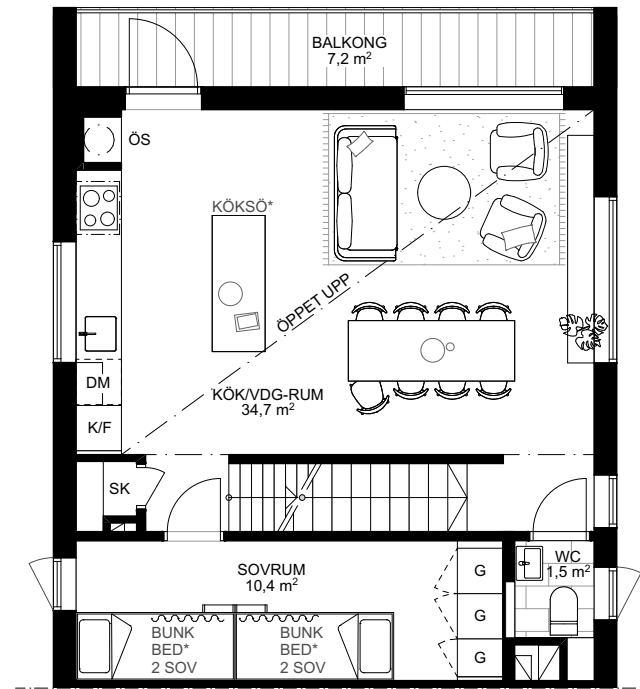 BALKONG
7,2 m²
ÖS
KÖKSÖ*
ÖPPET UPP
DM
KÖK/VDG-RUM
34,7 m²
K/F
SK
SOVRUM
10,4 m²
WC
1,5 m²
G
G
G
BUNK
BED*
2 SOV
BUNK
BED*
2 SOV